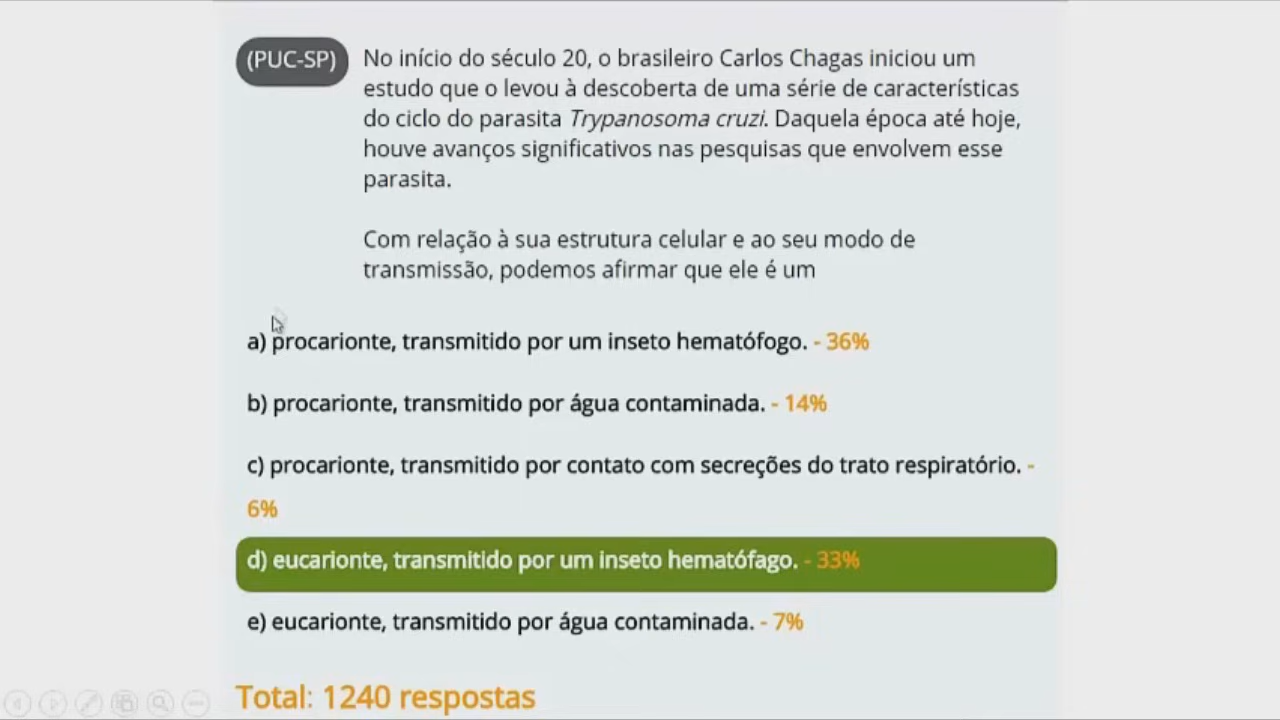 (PUC-SP) No início do século 20, o brasileiro Carlos Chagas iniciou um
estudo que o levou à descoberta de uma série de características
do ciclo do parasita Trypanosoma cruzi. Daquela época até hoje,
houve avanços significativos nas pesquisas que envolvem esse
parasita.
Com relação à sua estrutura celular e ao seu modo de
transmissão, podemos afirmar que ele é um
a) procarionte, transmitido por um inseto hematófogo. - 36%
b) procarionte, transmitido por água contaminada. - 14%
c) procarionte, transmitido por contato com secreções do trato respiratório. -
6%
d) eucarionte, transmitido por um inseto hematófago. - 33%
e) eucarionte, transmitido por água contaminada. - 7%
Total: 1240 respostas